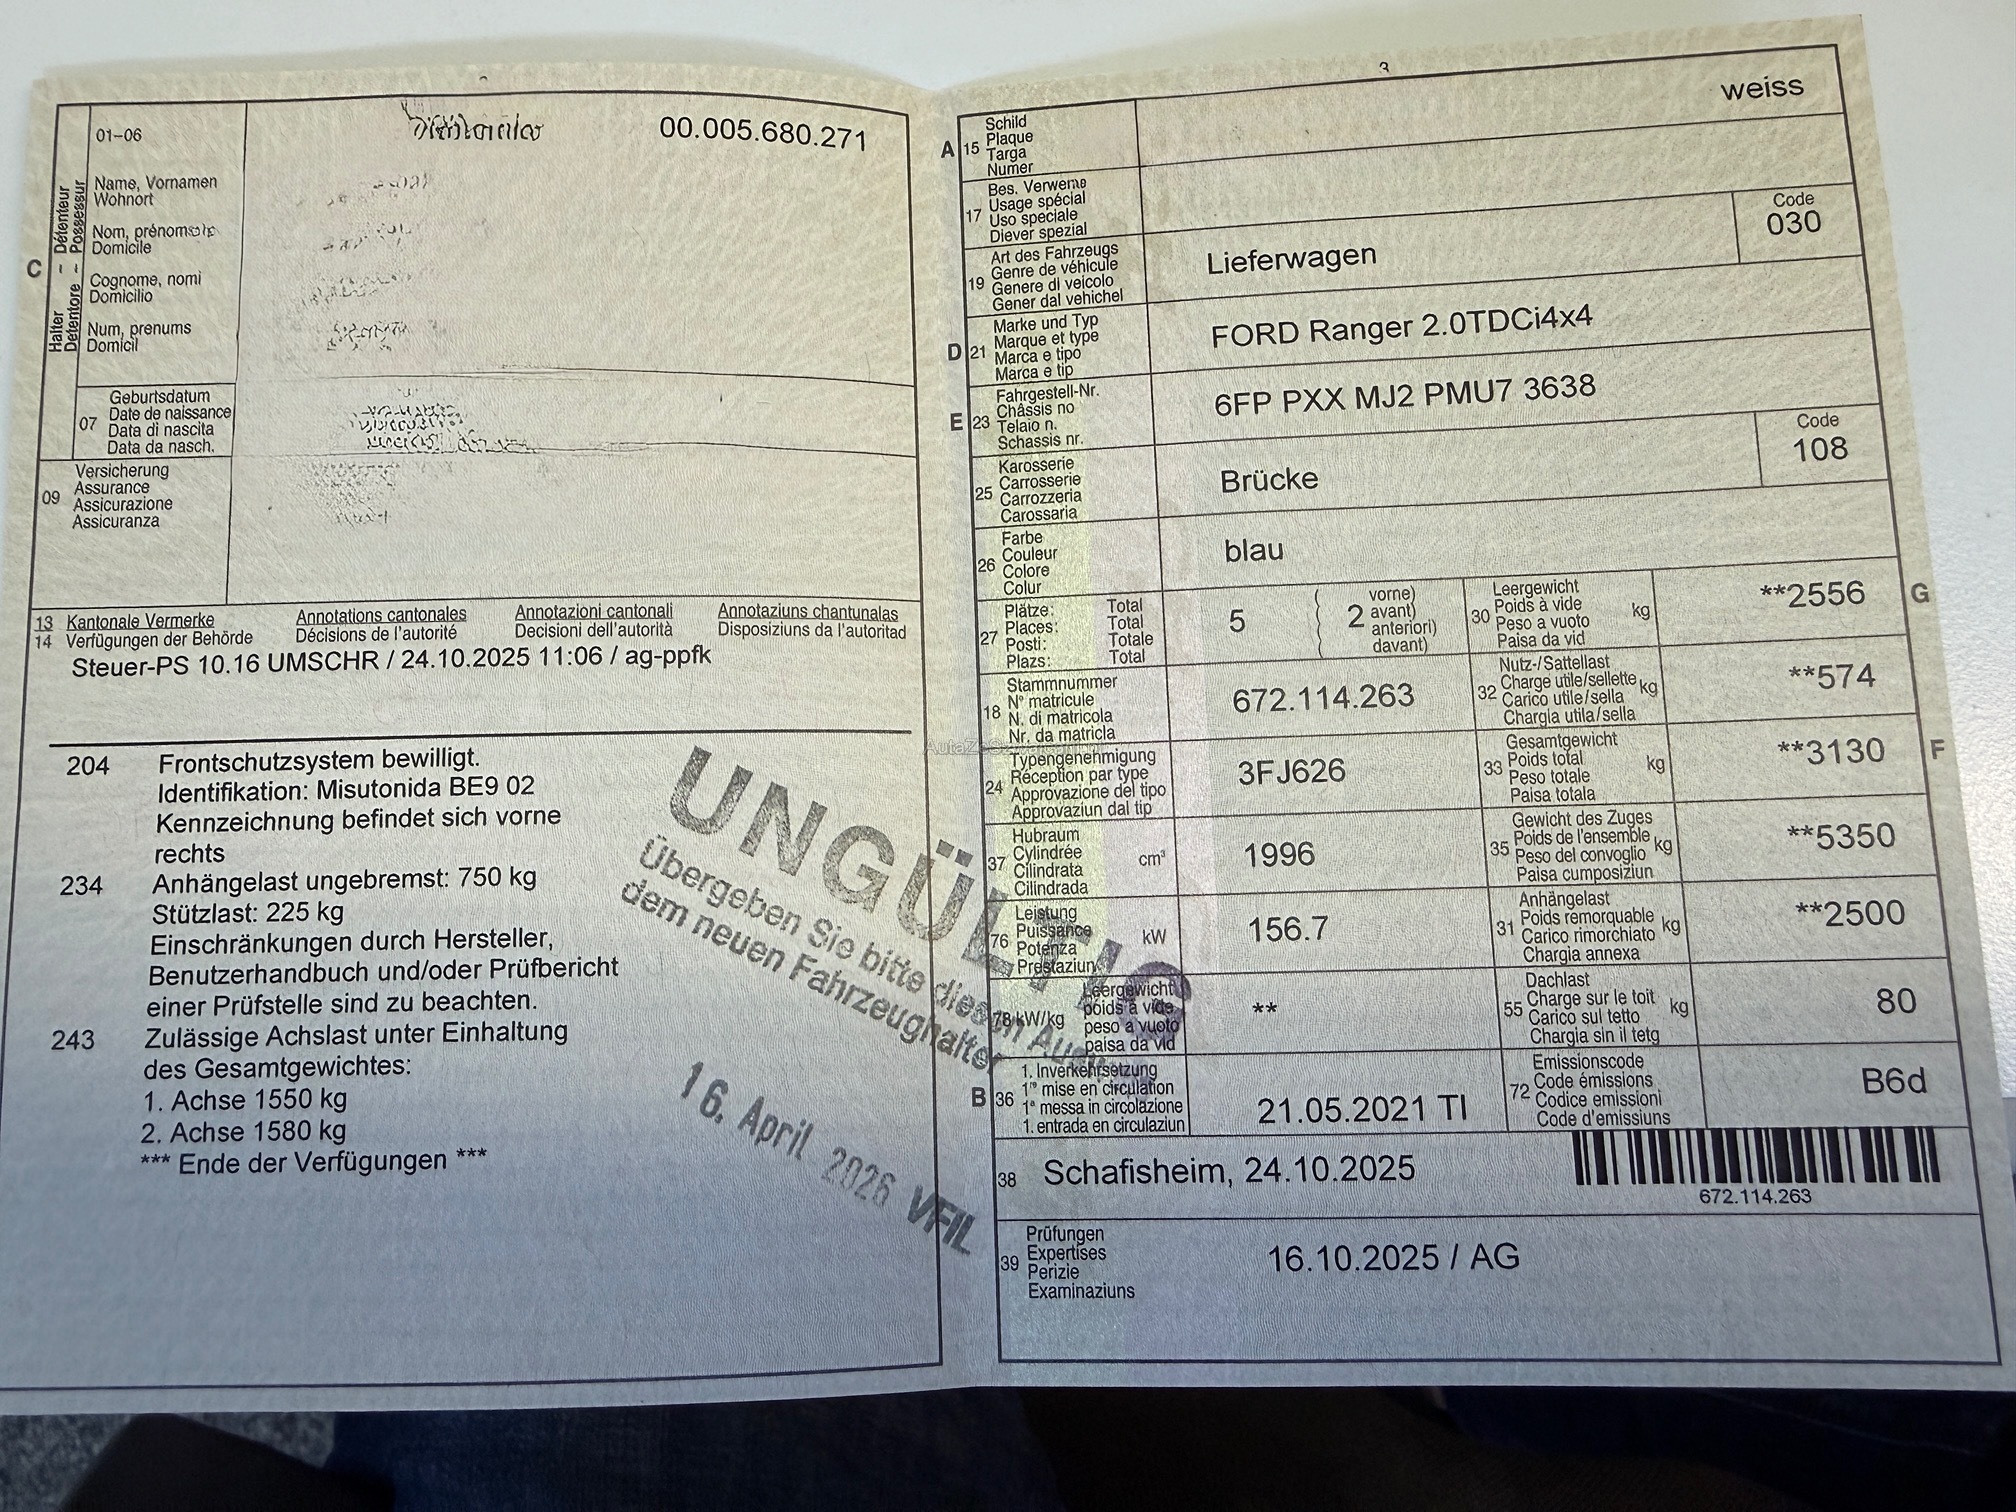 01-06
00.005.680.271
C
Halter – Détenteur
Detentore – Possessur
Name, Vornamen
Wohnort
Domicile
Cognome, nomi
Domicilio
Num, prenums
Domicil
07
Geburtsdatum
Date de naissance
Data di nascita
Data da nasch.
09
Versicherung
Assurance
Assicurazione
Assicuranza
13 Kantonale Vermerke Annotations cantonales Annotazioni cantonali Annotaziuns chantunalas
14 Verfügungen der Behörde Décisions de l'autorité Decisioni dell'autorità Disposiziuns da l'autoritad
Steuer-PS 10.16 UMSCHR / 24.10.2025 11:06 / ag-ppfk
204 Frontschutzsystem bewilligt.
Identifikation: Misutonida BE9 02
Kennzeichnung befindet sich vorne
rechts
234 Anhängelast ungebremst: 750 kg
Stützlast: 225 kg
Einschränkungen durch Hersteller,
Benutzerhandbuch und/oder Prüfbericht
einer Prüfstelle sind zu beachten.
243 Zulässige Achslast unter Einhaltung
des Gesamtgewichtes:
1. Achse 1550 kg
2. Achse 1580 kg
*** Ende der Verfügungen ***
UNGÜLTIG
Übergeben Sie bitte diesen
dem neuen Fahrzeughalter
16. April 2026 VFIL
3
weiss
A 15
Schild
Plaque
Targa
Numer
17
Bes.
Usage spécial
Uso speciale
Diever spezial
19
Art des Fahrzeugs
Genre de véhicule
Genere di veicolo
Gener dal vehichel
Lieferwagen
Code
030
D 21
Marke und Typ
Marque et type
Marca e tipo
Marca e tip
FORD Ranger 2.0TDCi4x4
E 23
Fahrgestell-Nr.
Châssis no
Telaio n.
Schassis nr.
6FP PXX MJ2 PMU7 3638
25
Karosserie
Carrosserie
Carrozzeria
Carossaria
Brücke
Code
108
26
Farbe
Couleur
Colore
Colur
blau
27
Plätze: Total
Places: Total
Posti: Totale
Plazs: Total
5
2
vorne)
avant)
anteriori)
davant)
30
Leergewicht
Poids à vide
Peso a vuoto
Paisa da vid
kg
**2556
G
18
Stammnummer
N° matricule
N. di matricola
Nr. da matricla
672.114.263
32
Nutz-/Sattellast
Charge utile/sellette
Carico utile/sella
Chargia utila/sella
kg
**574
24
Typengenehmigung
Réception par type
Approvazione del tipo
Approvaziun dal tip
3FJ626
33
Gesamtgewicht
Poids total
Peso totale
Paisa totala
kg
**3130
F
37
Hubraum
Cylindrée
Cilindrata
Cilindrada
cm³
1996
35
Gewicht des Zuges
Poids de l'ensemble
Peso del convoglio
Paisa cumposiziun
kg
**5350
76
Leistung
Puissance
Potenza
Prestaziun
kW
156.7
31
Anhängelast
Poids remorquable
Carico rimorchiato
Chargia annexa
kg
**2500
78 kW/kg
Leergewicht
poids à vide
peso a vuoto
paisa da vid
**
55
Dachlast
Charge sur le toit
Carico sul tetto
Chargia sin il tetg
kg
80
B 36
1. Inverkehrsetzung
1re mise en circulation
1a messa in circolazione
1. entrada en circulaziun
21.05.2021 TI
72
Emissionscode
Code émissions
Codice emissioni
Code d'emissiuns
B6d
38
Schafisheim, 24.10.2025
672.114.263
39
Prüfungen
Expertises
Perizie
Examinaziuns
16.10.2025 / AG